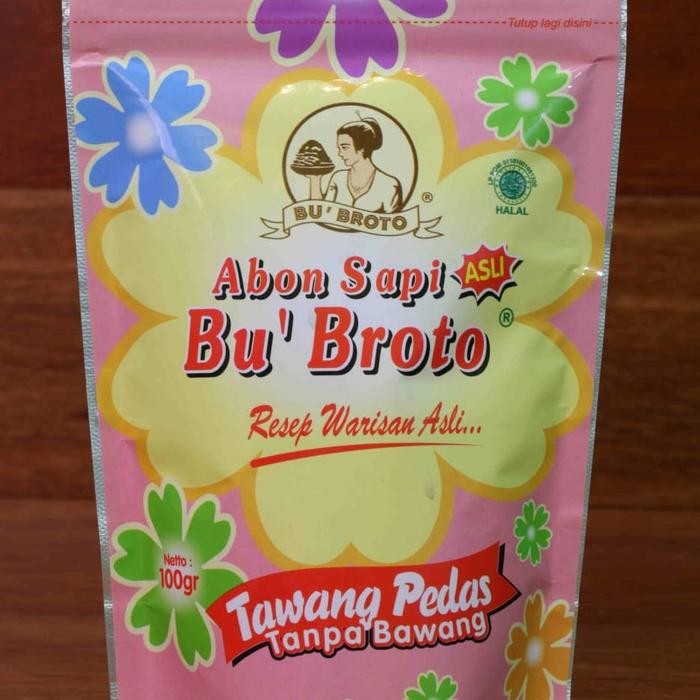 Tutup lagi disini
BU' BROTO ®
HALAL
Abon Sapi ASLI
Bu' Broto ®
Resep Warisan Asli...
Netto :
100gr
Tawang Pedas
Tanpa Bawang